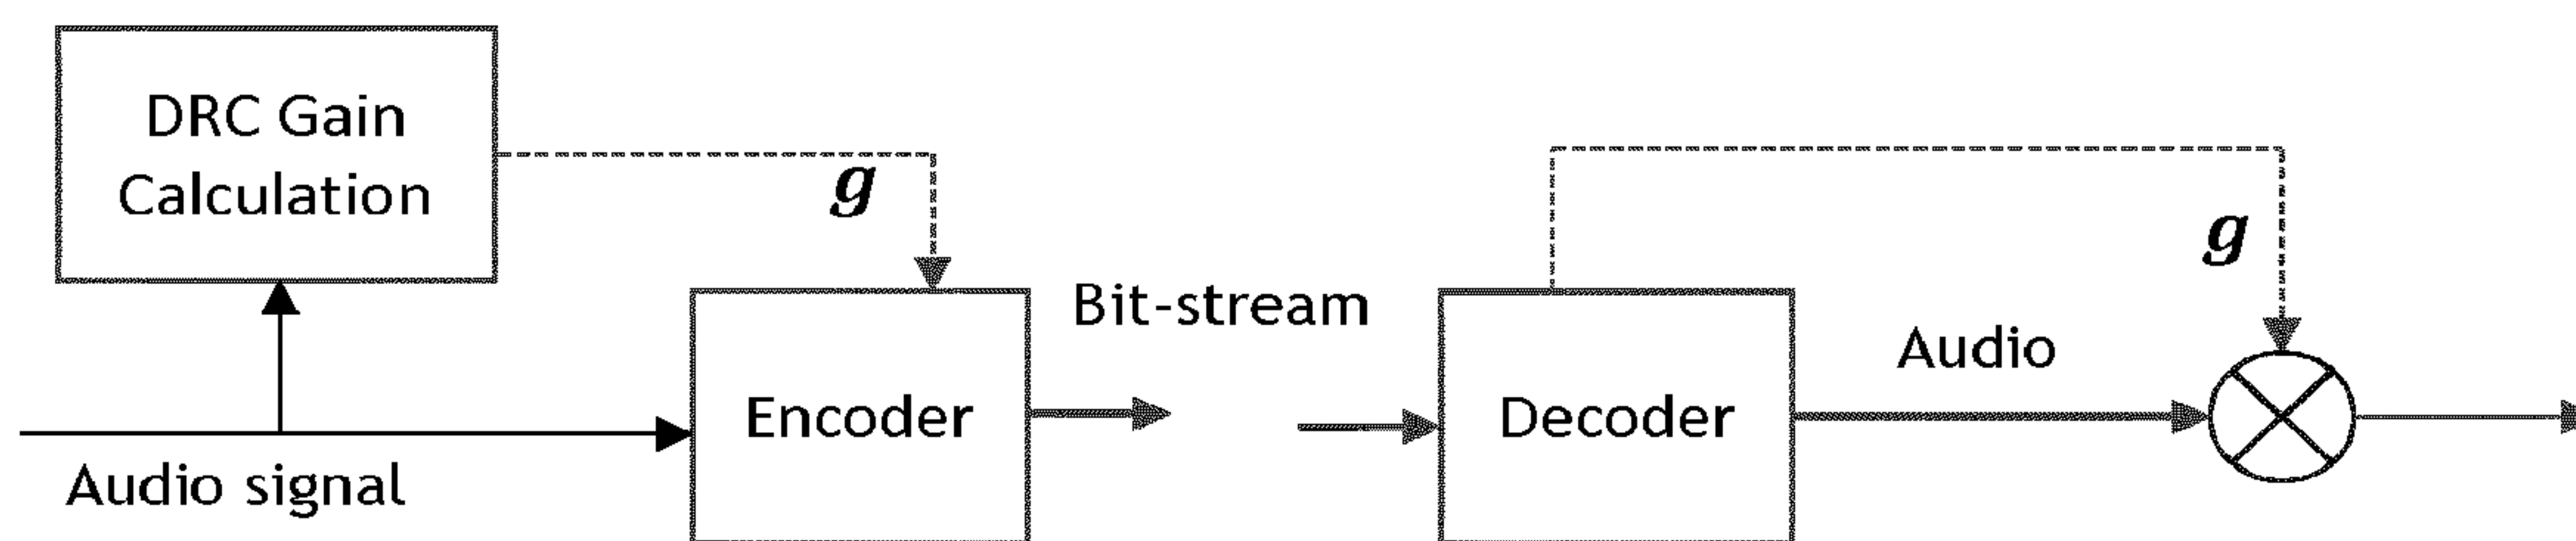 DRC Gain
Calculation
g
Audio signal
Encoder
Bit-stream
Decoder
Audio
g